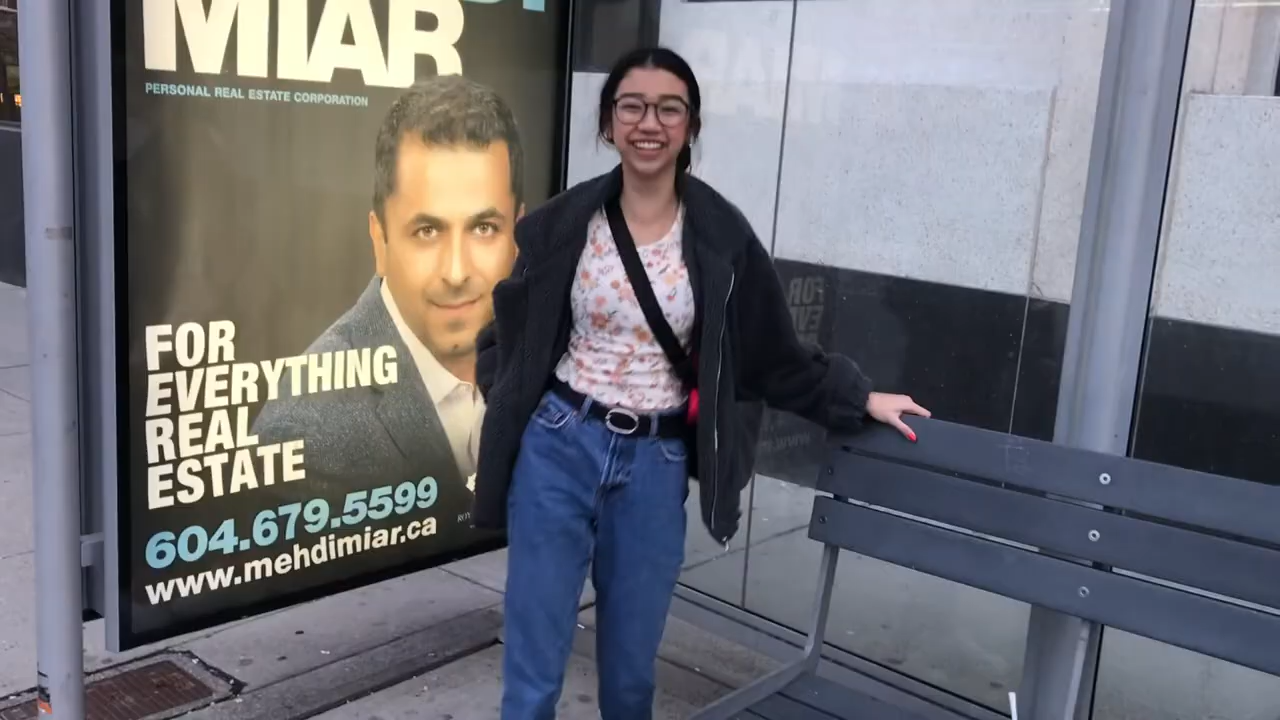 MIAR
PERSONAL REAL ESTATE CORPORATION
FOR
EVERYTHING
REAL
ESTATE
604.679.5599
www.mehdimiar.ca